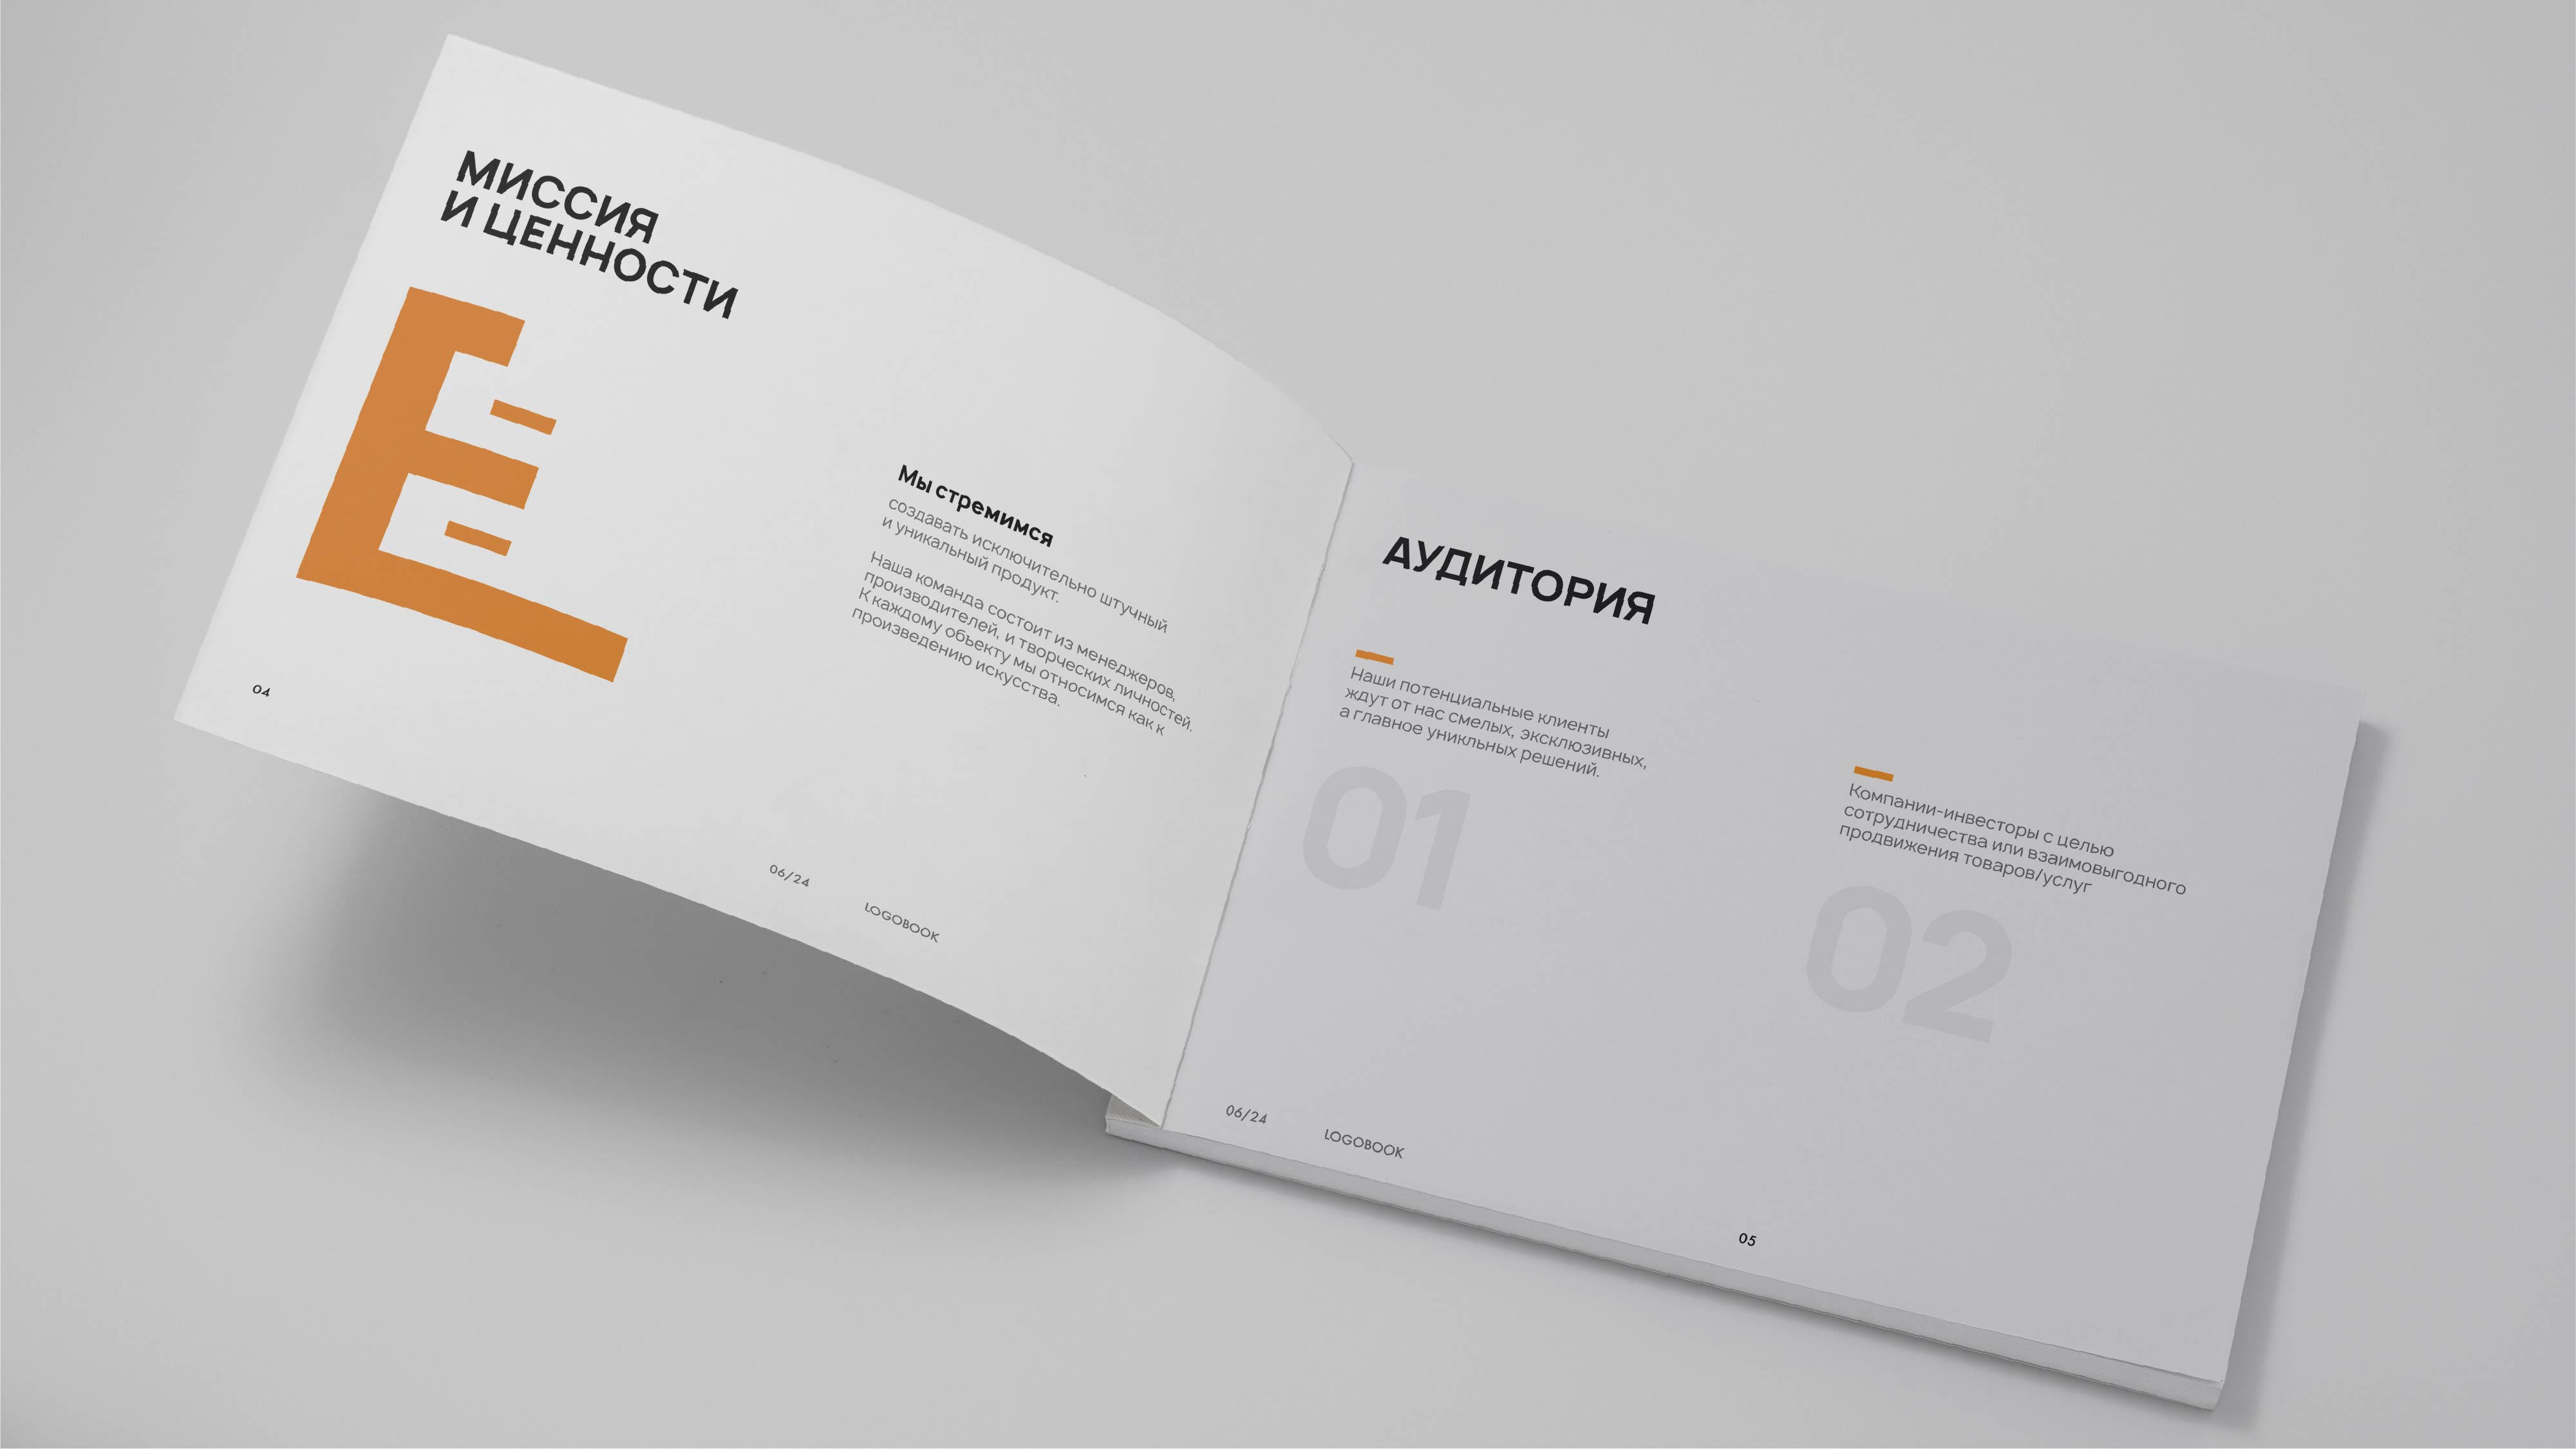 МИССИЯ
И ЦЕННОСТИ
Мы стремимся
создавать исключительно штучный
и уникальный продукт.
Наша команда состоит из менеджеров,
производителей, и творческих личностей.
К каждому объекту мы относимся как к
произведению искусства.
04
06/24
LOGOBOOK
АУДИТОРИЯ
Наши потенциальные клиенты
ждут от нас смелых, эксклюзивных,
а главное уникльных решений.
01
Компании-инвесторы с целью
сотрудничества или взаимовыгодного
продвижения товаров/услуг
02
06/24
LOGOBOOK
05